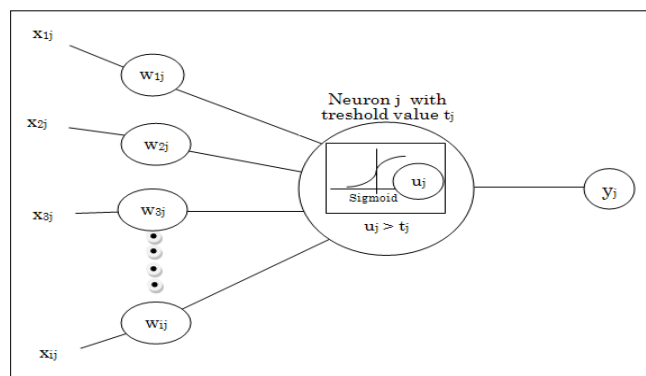 x1j
w1j
Neuron j with
treshold value tj
x2j
w2j
uj
Sigmoid
yj
x3j
w3j
uj > tj
wij
xij